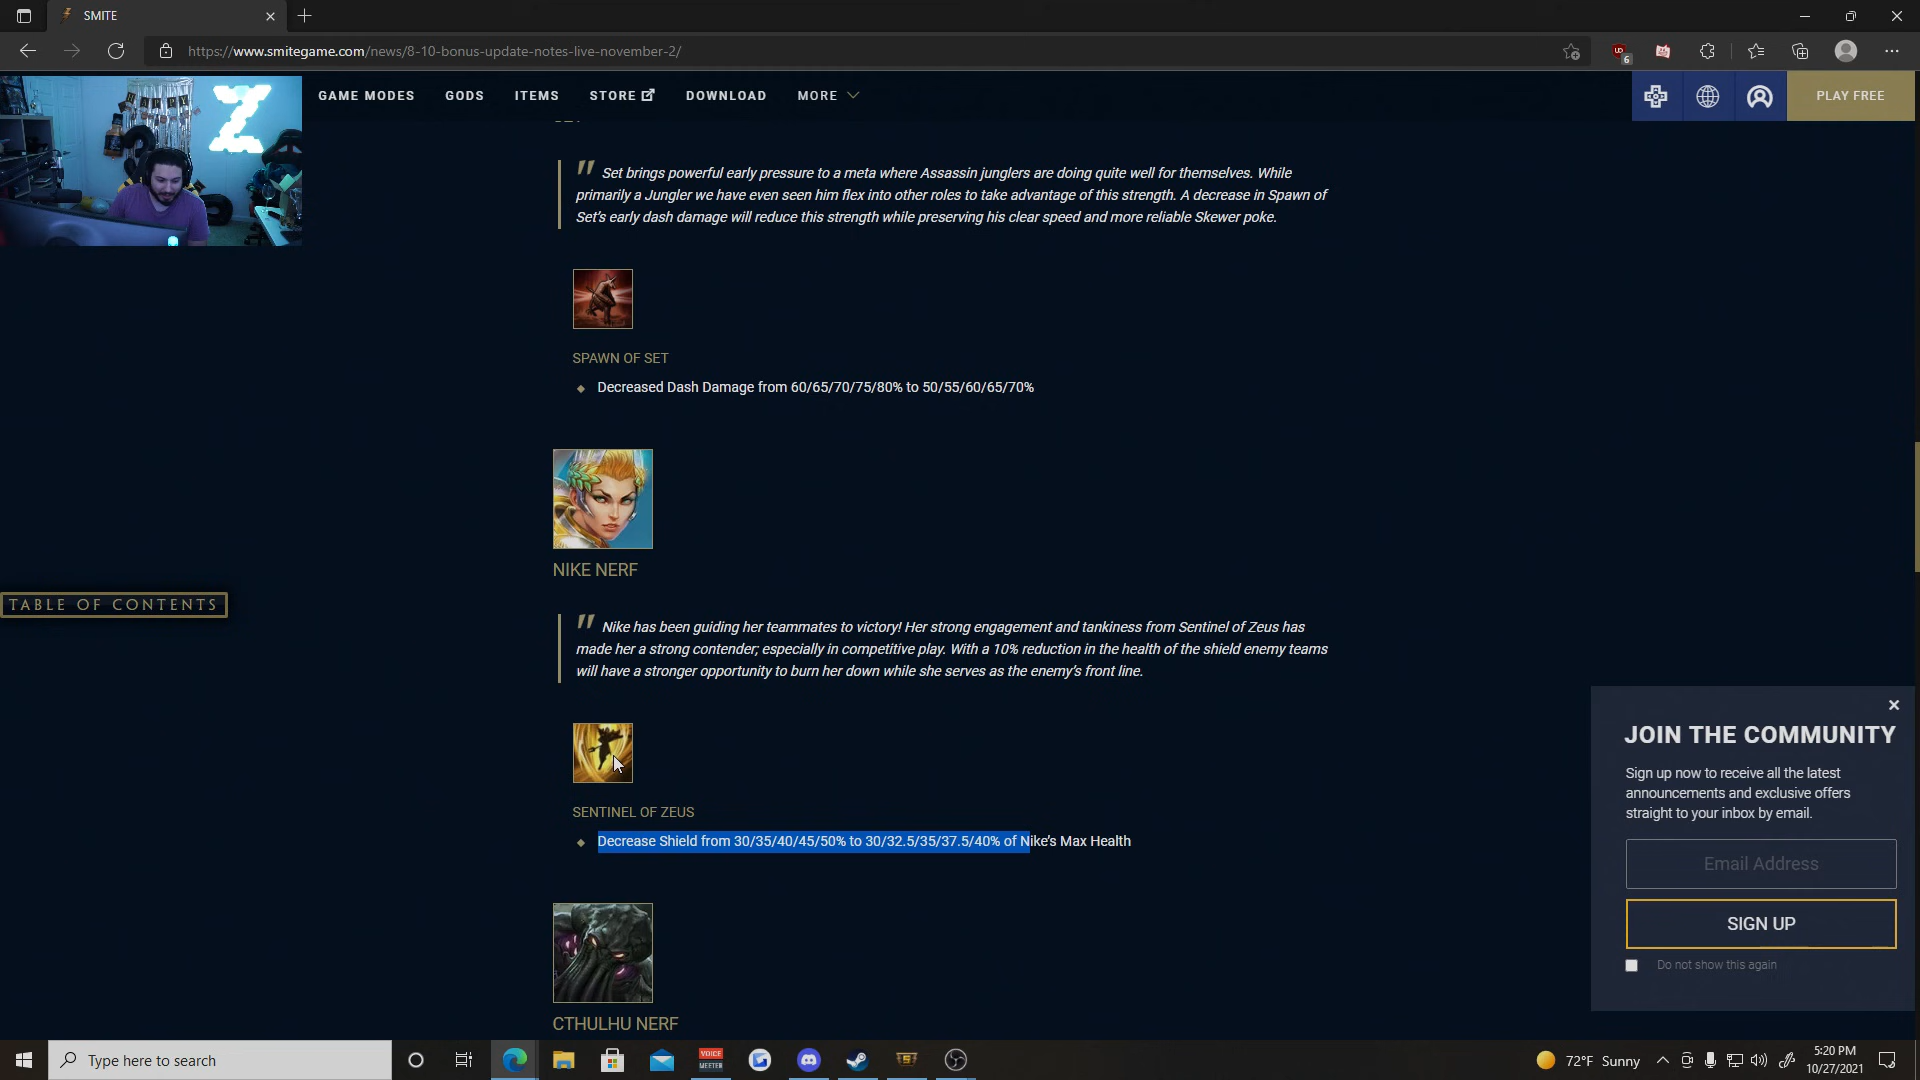 SMITE
https://www.smitegame.com/news/8-10-bonus-update-notes-live-november-2/
6
GAME MODES GODS ITEMS STORE DOWNLOAD MORE
PLAY FREE
Z
" Set brings powerful early pressure to a meta where Assassin junglers are doing quite well for themselves. While
primarily a Jungler we have even seen him flex into other roles to take advantage of this strength. A decrease in Spawn of
Set's early dash damage will reduce this strength while preserving his clear speed and more reliable Skewer poke.
SPAWN OF SET
Decreased Dash Damage from 60/65/70/75/80% to 50/55/60/65/70%
NIKE NERF
TABLE OF CONTENTS
" Nike has been guiding her teammates to victory! Her strong engagement and tankiness from Sentinel of Zeus has
made her a strong contender; especially in competitive play. With a 10% reduction in the health of the shield enemy teams
will have a stronger opportunity to burn her down while she serves as the enemy's front line.
SENTINEL OF ZEUS
Decrease Shield from 30/35/40/45/50% to 30/32.5/35/37.5/40% of Nike's Max Health
CTHULHU NERF
JOIN THE COMMUNITY
Sign up now to receive all the latest
announcements and exclusive offers
straight to your inbox by email.
Email Address
SIGN UP
Do not show this again
Type here to search
VOICE
MEETER
72°F Sunny
5:20 PM
10/27/2021